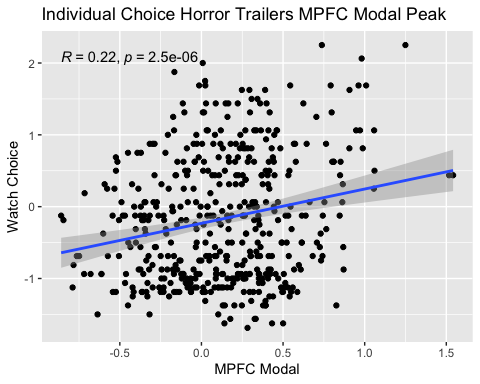 Individual Choice Horror Trailers MPFC Modal Peak
R = 0.22, p = 2.5e-06
2
1
0
-1
Watch Choice
-0.5 0.0 0.5 1.0 1.5
MPFC Modal